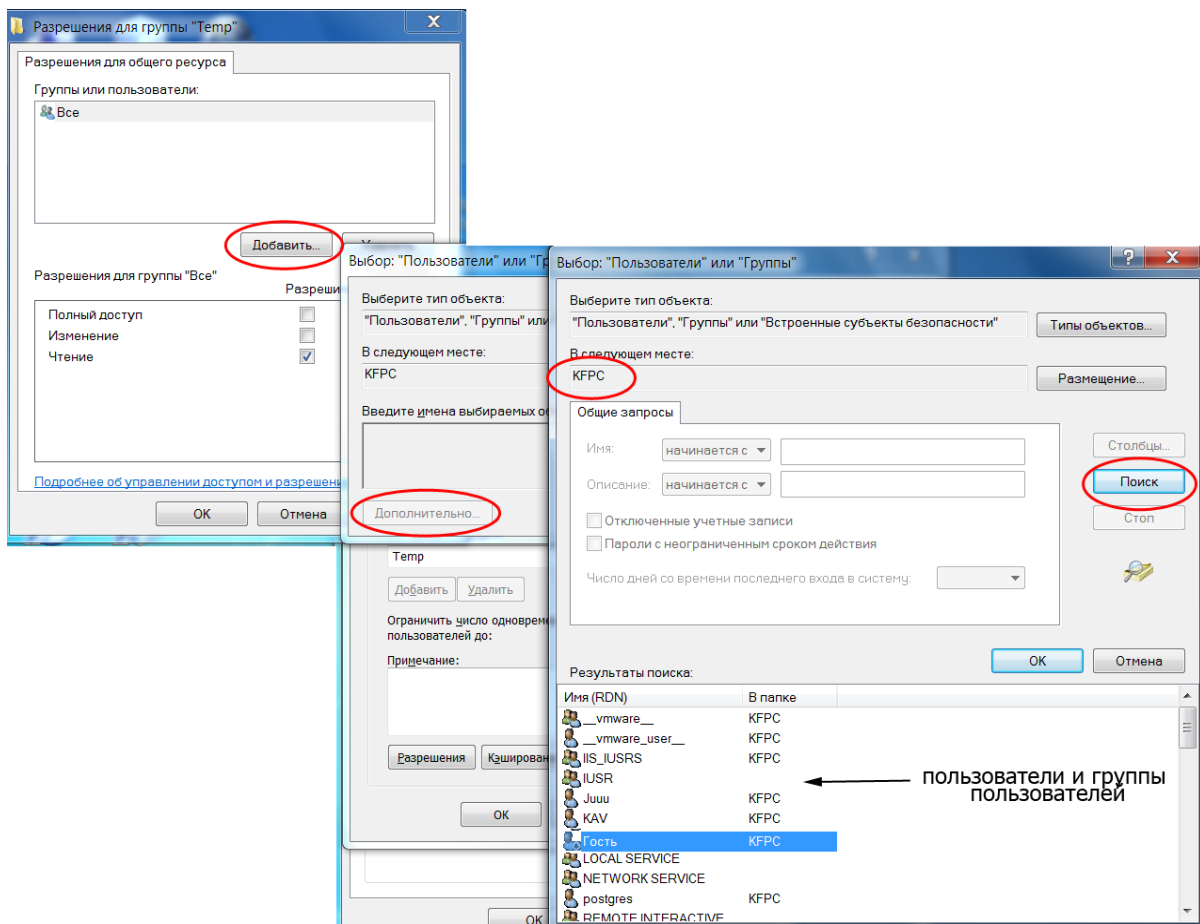 Разрешения для группы "Temp"
Разрешения для общего ресурса
Группы или пользователи:
Все
Добавить...
Разрешения для группы "Все"
Полный доступ
Изменение
Чтение
Подробнее об управлении доступом и
OK
Отмена
Выбор: "Пользователи" или
Выберите тип объекта:
"Пользователи", "Группы" или
В следующем месте:
KFPC
Введите имена выбираемых
Дополнительно...
Temp
Добавить
Удалить
Ограничить число
пользователей до:
Примечание:
Разрешения
OK
OK
Выбор: "Пользователи" или "Группы"
Выберите тип объекта:
"Пользователи", "Группы" или "Встроенные субъекты безопасности"
Типы объектов...
В следующем месте:
KFPC
Размещение...
Общие запросы
Имя:
начинается с
Описание:
начинается с
Отключенные учетные записи
Пароли с неограниченным сроком действия
Число дней со времени последнего входа в систему:
Столбцы...
Поиск
Стоп
OK
Отмена
Результаты поиска:
Имя (RDN) В папке
__vmware__ KFPC
__vmware_user__ KFPC
IIS_IUSRS KFPC
IUSR
Juuu KFPC
KAV KFPC
Гость KFPC
LOCAL SERVICE
NETWORK SERVICE
postgres KFPC
REMOTE INTERACTIVE
пользователи и группы
пользователей